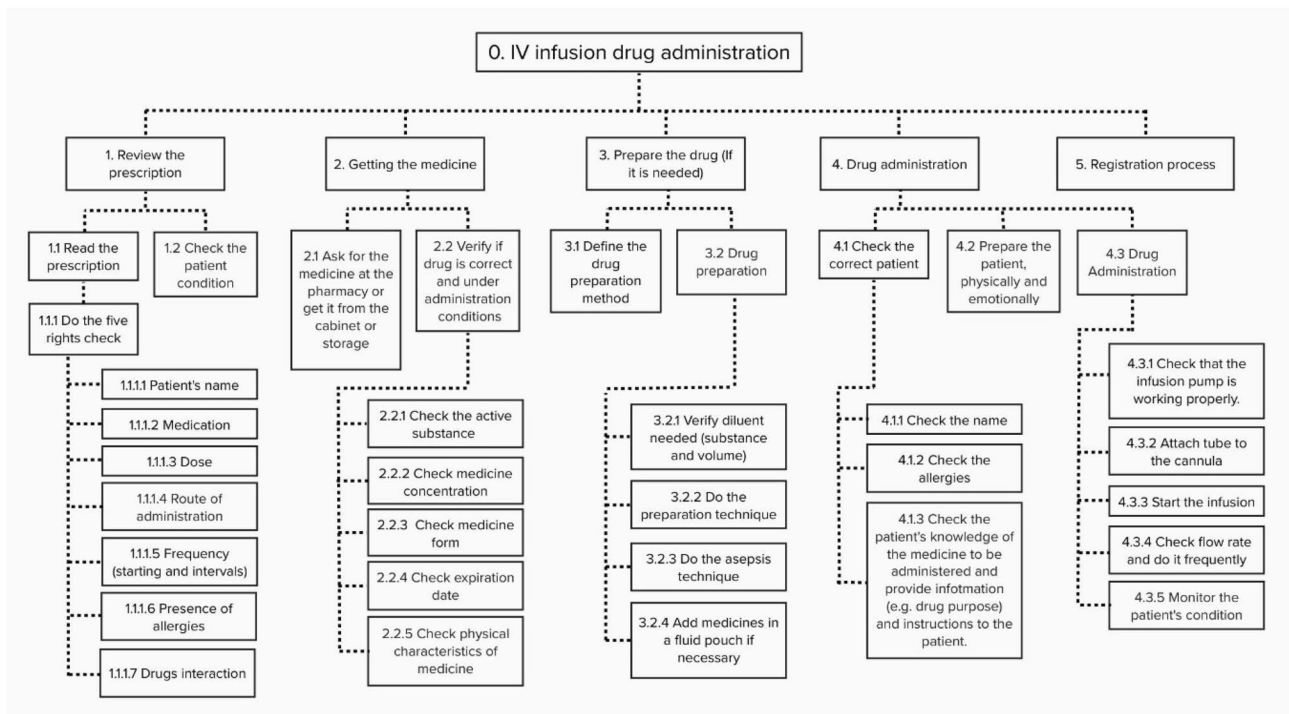 0. IV infusion drug administration
1. Review the
prescription
2. Getting the medicine
3. Prepare the drug (If
it is needed)
4. Drug administration
5. Registration process
1.1 Read the
prescription
1.2 Check the
patient
condition
1.1.1 Do the five
rights check
1.1.1.1 Patient's name
1.1.1.2 Medication
1.1.1.3 Dose
1.1.1.4 Route of
administration
1.1.1.5 Frequency
(starting and intervals)
1.1.1.6 Presence of
allergies
1.1.1.7 Drugs interaction
2.1 Ask for the
medicine at the
pharmacy or
get it from the
cabinet or
storage
2.2 Verify if
drug is correct
and under
administration
conditions
2.2.1 Check the active
substance
2.2.2 Check medicine
concentration
2.2.3 Check medicine
form
2.2.4 Check expiration
date
2.2.5 Check physical
characteristics of
medicine
3.1 Define the
drug
preparation
method
3.2 Drug
preparation
3.2.1 Verify diluent
needed (substance
and volume)
3.2.2 Do the
preparation technique
3.2.3 Do the asepsis
technique
3.2.4 Add medicines in
a fluid pouch if
necessary
4.1 Check the
correct patient
4.2 Prepare the
patient,
physically and
emotionally
4.3 Drug
Administration
4.1.1 Check the name
4.1.2 Check the
allergies
4.1.3 Check the
patient's knowledge
of the medicine to be
administered and
provide infotmation
(e.g. drug purpose)
and instructions to the
patient.
4.3.1 Check that the
infusion pump is
working properly.
4.3.2 Attach tube to
the cannula
4.3.3 Start the infusion
4.3.4 Check flow rate
and do it frequently
4.3.5 Monitor the
patient's condition